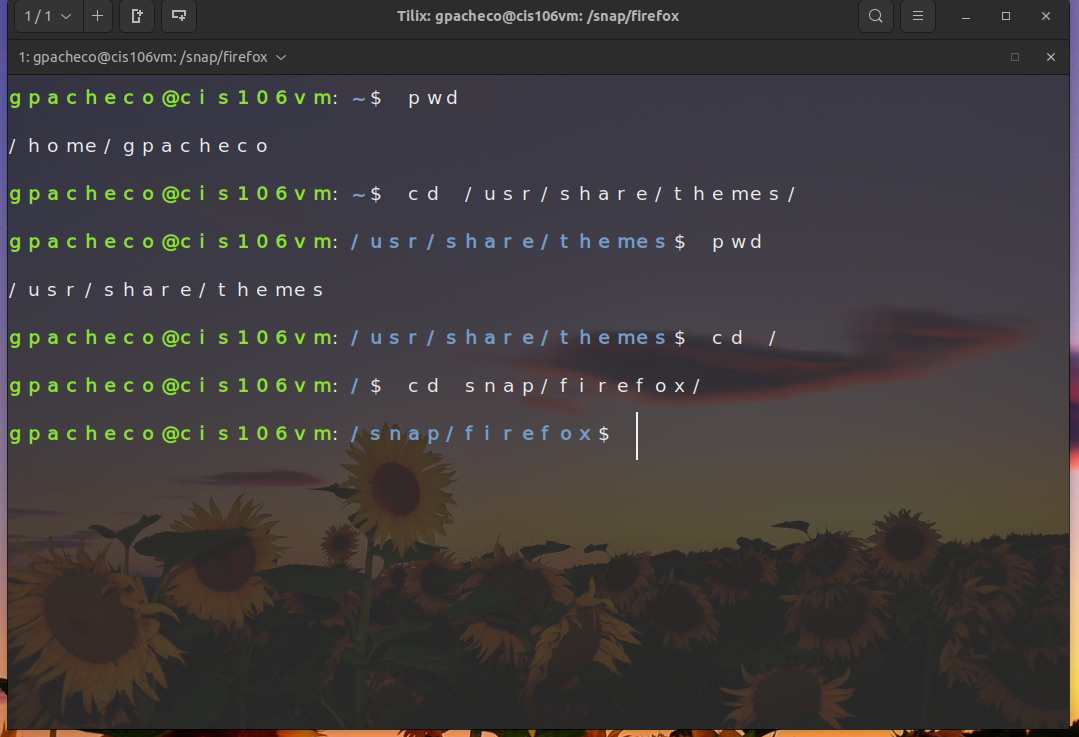 1 / 1
Tilix: gpacheco@cis106vm: /snap/firefox
1: gpacheco@cis106vm: /snap/firefox
gpacheco@cis106vm:~$ pwd
/home/gpacheco
gpacheco@cis106vm:~$ cd /usr/share/themes/
gpacheco@cis106vm:/usr/share/themes$ pwd
/usr/share/themes
gpacheco@cis106vm:/usr/share/themes$ cd /
gpacheco@cis106vm:/$ cd snap/firefox/
gpacheco@cis106vm:/snap/firefox$